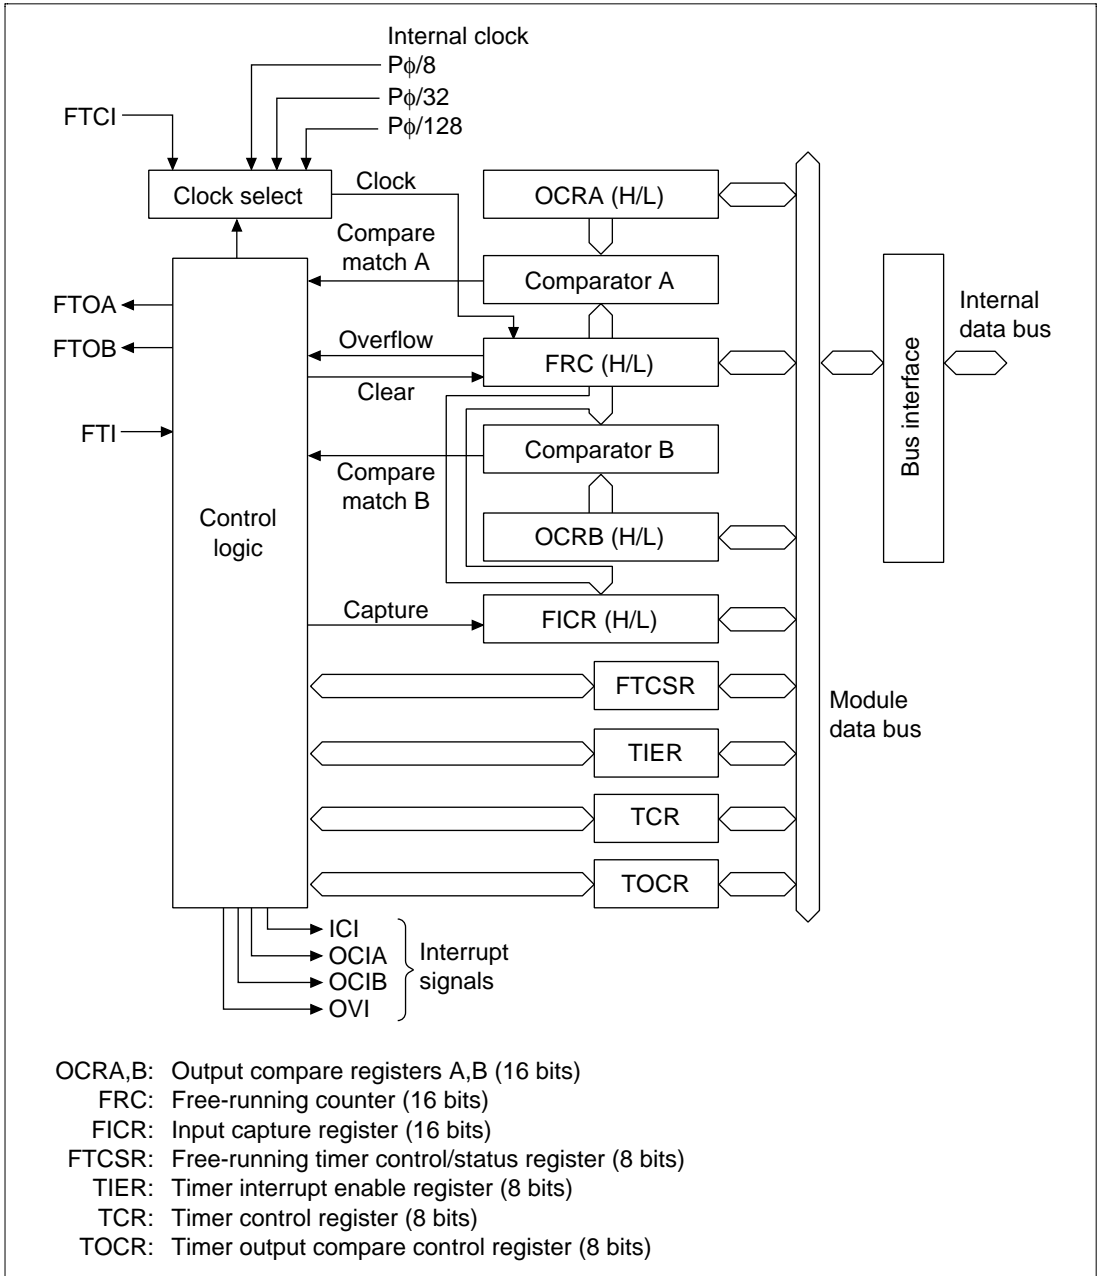 Internal clock
Pϕ/8
Pϕ/32
Pϕ/128
FTCI
Clock select
Clock
OCRA (H/L)
Compare
match A
Comparator A
FTOA
FTOB
Overflow
FRC (H/L)
Clear
Internal
data bus
Bus interface
FTI
Comparator B
Compare
match B
Control
logic
OCRB (H/L)
Capture
FICR (H/L)
FTCSR
Module
data bus
TIER
TCR
TOCR
ICI
OCIA
OCIB
OVI
Interrupt
signals
OCRA,B: Output compare registers A,B (16 bits)
FRC: Free-running counter (16 bits)
FICR: Input capture register (16 bits)
FTCSR: Free-running timer control/status register (8 bits)
TIER: Timer interrupt enable register (8 bits)
TCR: Timer control register (8 bits)
TOCR: Timer output compare control register (8 bits)